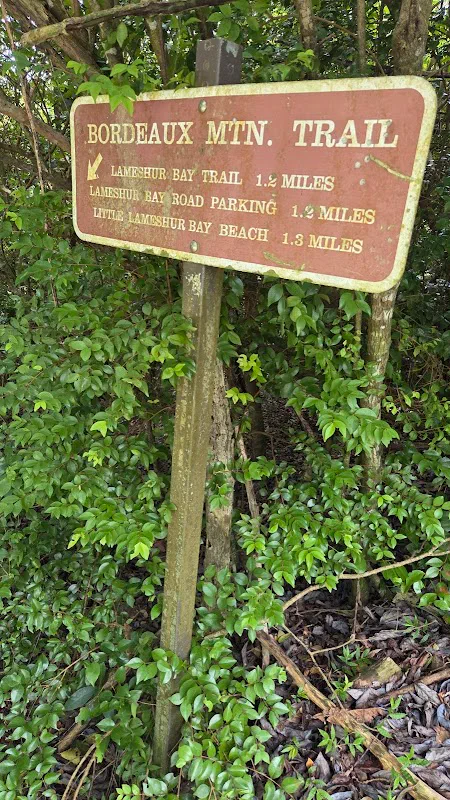 BORDEAUX MTN. TRAIL
LAMESHUR BAY TRAIL 1.2 MILES
LAMESHUR BAY ROAD PARKING 1.2 MILES
LITTLE LAMESHUR BAY BEACH 1.3 MILES